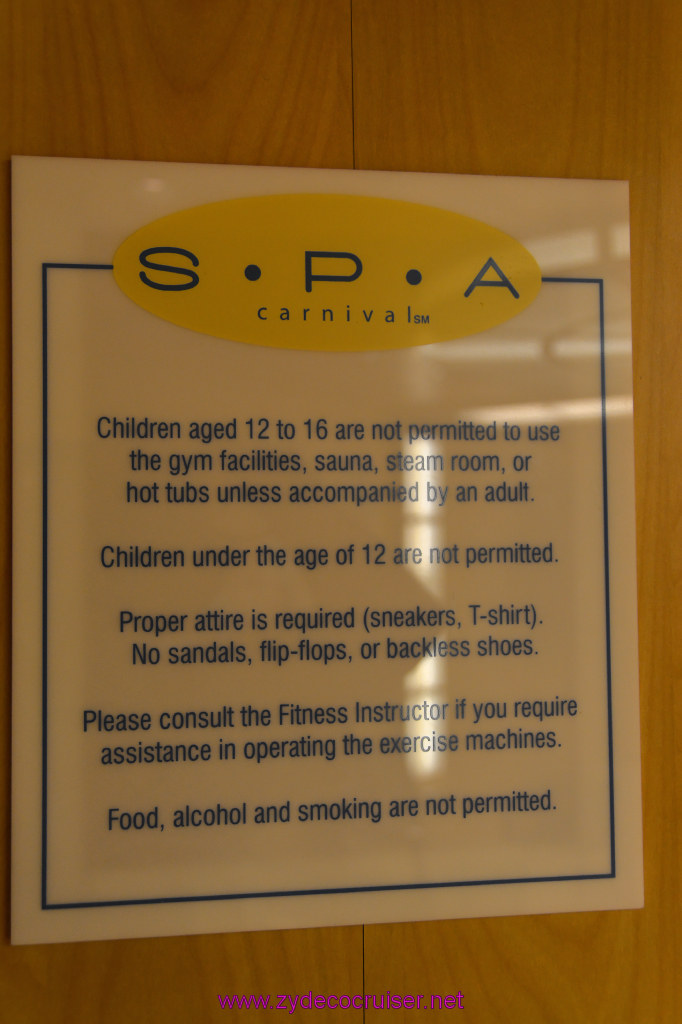 S • P • A
carnival SM
Children aged 12 to 16 are not permitted to use
the gym facilities, sauna, steam room, or
hot tubs unless accompanied by an adult.
Children under the age of 12 are not permitted.
Proper attire is required (sneakers, T-shirt).
No sandals, flip-flops, or backless shoes.
Please consult the Fitness Instructor if you require
assistance in operating the exercise machines.
Food, alcohol and smoking are not permitted.
www.zydecocruiser.net